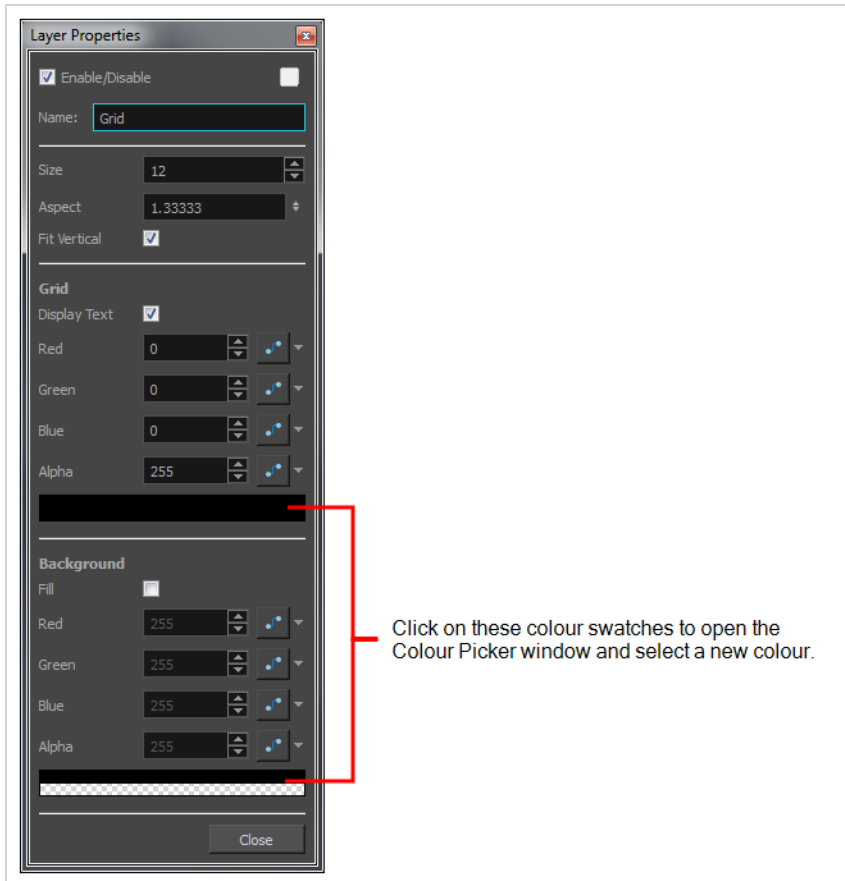 Layer Properties
Enable/Disable
Name: Grid
Size 12
Aspect 1.33333
Fit Vertical
Grid
Display Text
Red 0
Green 0
Blue 0
Alpha 255
Background
Fill
Red 255
Green 255
Blue 255
Alpha 255
Close
Click on these colour swatches to open the
Colour Picker window and select a new colour.